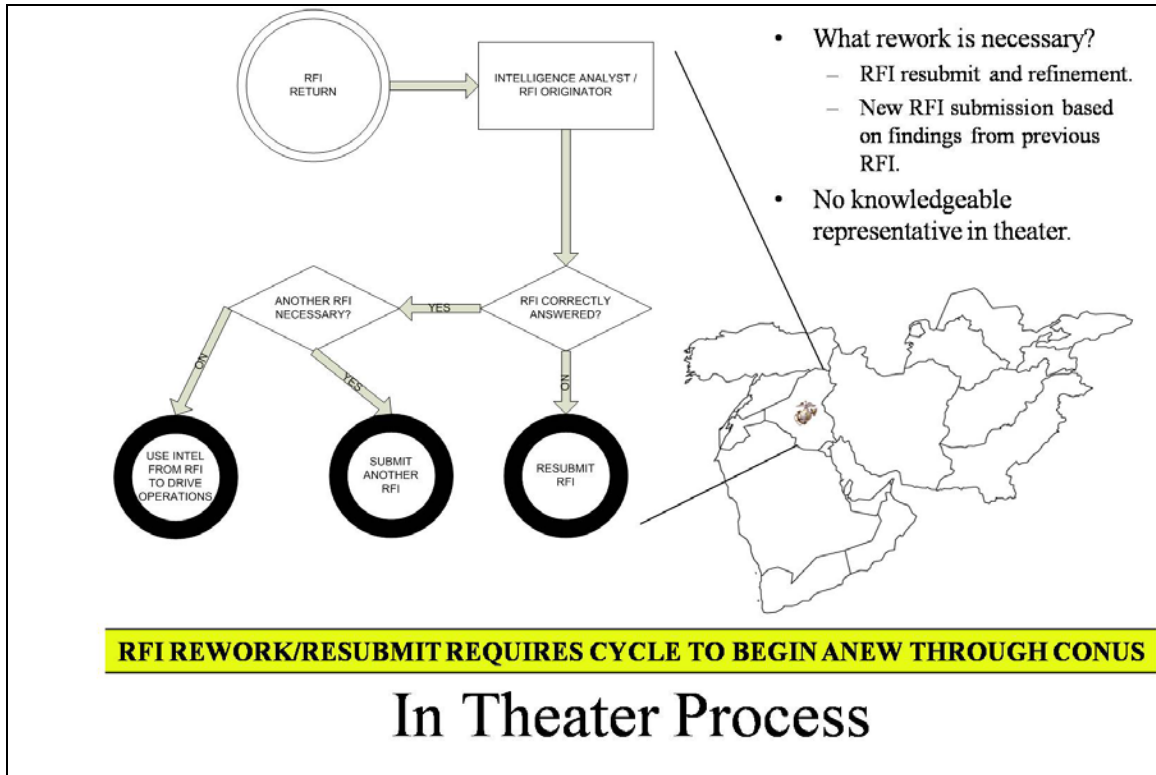 RFI
RETURN
INTELLIGENCE ANALYST /
RFI ORIGINATOR
• What rework is necessary?
– RFI resubmit and refinement.
– New RFI submission based
on findings from previous
RFI.
• No knowledgeable
representative in theater.
ANOTHER RFI
NECESSARY?
YES
RFI CORRECTLY
ANSWERED?
NO
YES
NO
USE INTEL
FROM RFI
TO DRIVE
OPERATIONS
SUBMIT
ANOTHER
RFI
RESUBMIT
RFI
RFI REWORK/RESUBMIT REQUIRES CYCLE TO BEGIN ANEW THROUGH CONUS
In Theater Process